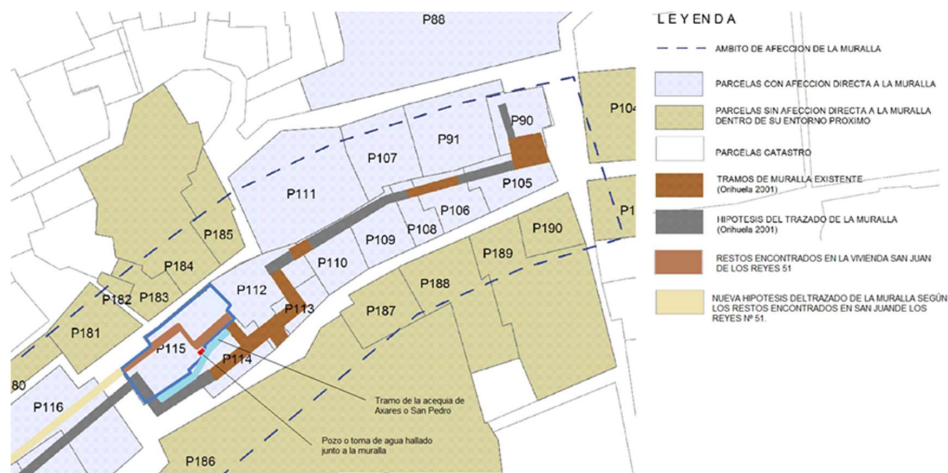 P88
P104
P90
P91
P107
P105
P111
P106
P108
P109
P185
P110
P190
P189
P184
P188
P112
P182
P183
P113
P187
P181
P115
P114
80
P116
P186
Tramo de la acequia de
Axares o San Pedro
Pozo o toma de agua hallado
junto a la muralla
LEYENDA
AMBITO DE AFECCION DE LA MURALLA
PARCELAS CON AFECCION DIRECTA A LA MURALLA
PARCELAS SIN AFECCION DIRECTA A LA MURALLA
DENTRO DE SU ENTORNO PROXIMO
PARCELAS CATASTRO
TRAMOS DE MURALLA EXISTENTE
(Orihuela 2001)
HIPOTESIS DEL TRAZADO DE LA MURALLA
(Orihuela 2001)
RESTOS ENCONTRADOS EN LA VIVIENDA SAN JUAN
DE LOS REYES 51
NUEVA HIPOTESIS DELTRAZADO DE LA MURALLA SEGÚN
LOS RESTOS ENCONTRADOS EN SAN JUANDE LOS
REYES Nº 51.